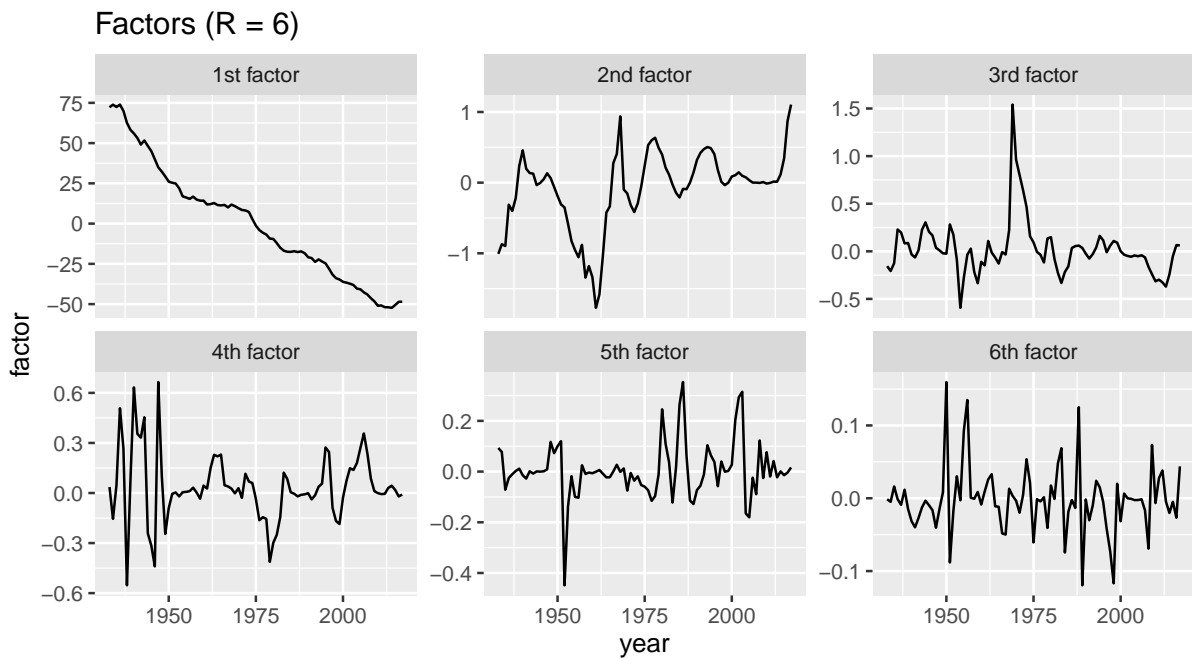 Factors (R = 6)
1st factor
2nd factor
3rd factor
75
50
25
0
−25
−50
1
0
−1
1.5
1.0
0.5
0.0
−0.5
factor
4th factor
5th factor
6th factor
0.6
0.3
0.0
−0.3
−0.6
0.2
0.0
−0.2
−0.4
0.1
0.0
−0.1
1950 1975 2000
1950 1975 2000
1950 1975 2000
year